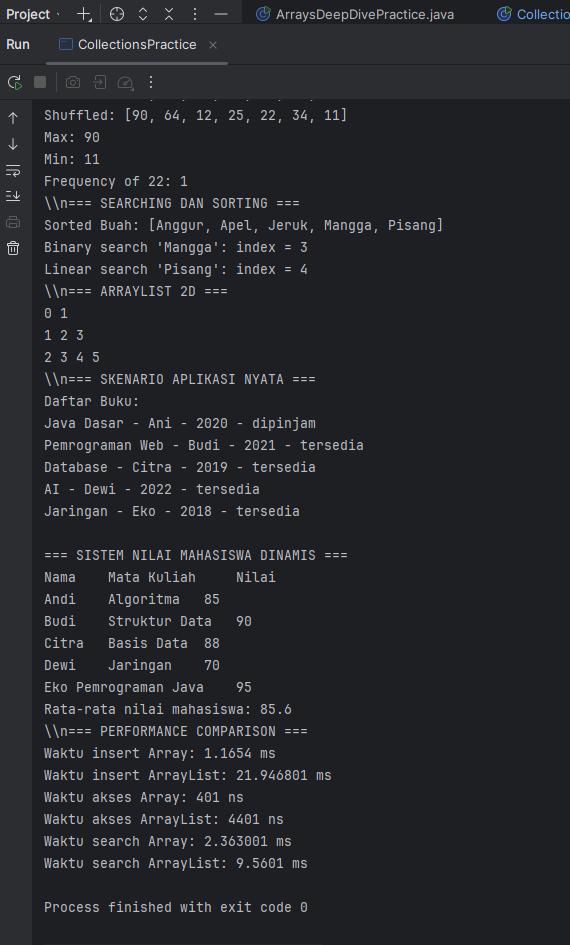 Project
ArraysDeepDivePractice.java
Collectio
Run
CollectionsPractice
Shuffled: [90, 64, 12, 25, 22, 34, 11]
Max: 90
Min: 11
Frequency of 22: 1
\\n=== SEARCHING DAN SORTING ===
Sorted Buah: [Anggur, Apel, Jeruk, Mangga, Pisang]
Binary search 'Mangga': index = 3
Linear search 'Pisang': index = 4
\\n=== ARRAYLIST 2D ===
0 1
1 2 3
2 3 4 5
\\n=== SKENARIO APLIKASI NYATA ===
Daftar Buku:
Java Dasar - Ani - 2020 - dipinjam
Pemrograman Web - Budi - 2021 - tersedia
Database - Citra - 2019 - tersedia
AI - Dewi - 2022 - tersedia
Jaringan - Eko - 2018 - tersedia
=== SISTEM NILAI MAHASISWA DINAMIS ===
Nama    Mata Kuliah     Nilai
Andi    Algoritma   85
Budi    Struktur Data   90
Citra   Basis Data  88
Dewi    Jaringan    70
Eko Pemrograman Java    95
Rata-rata nilai mahasiswa: 85.6
\\n=== PERFORMANCE COMPARISON ===
Waktu insert Array: 1.1654 ms
Waktu insert ArrayList: 21.946801 ms
Waktu akses Array: 401 ns
Waktu akses ArrayList: 4401 ns
Waktu search Array: 2.363001 ms
Waktu search ArrayList: 9.5601 ms
Process finished with exit code 0